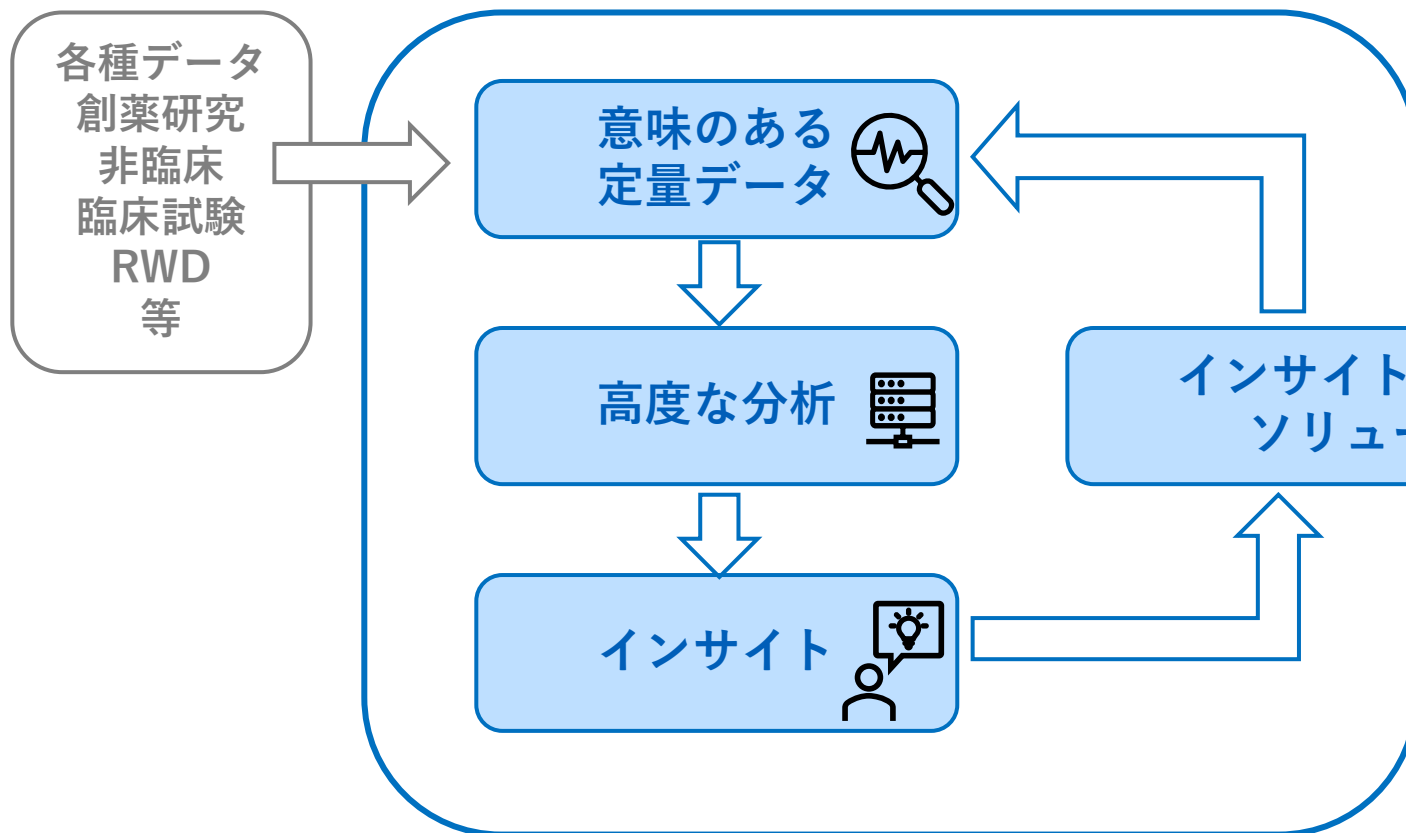 各種データ
創薬研究
非臨床
臨床試験
RWD
等
意味のある
定量データ
高度な分析
インサイト
インサイト
ソリュー